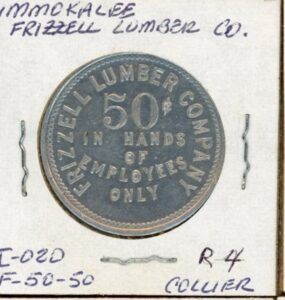 IMMOKALEE
FRIZZELL LUMBER CO.
FRIZZELL LUMBER COMPANY
50¢
IN HANDS
OF
EMPLOYEES
ONLY
I-020 R-4
F-50-50 COLLIER